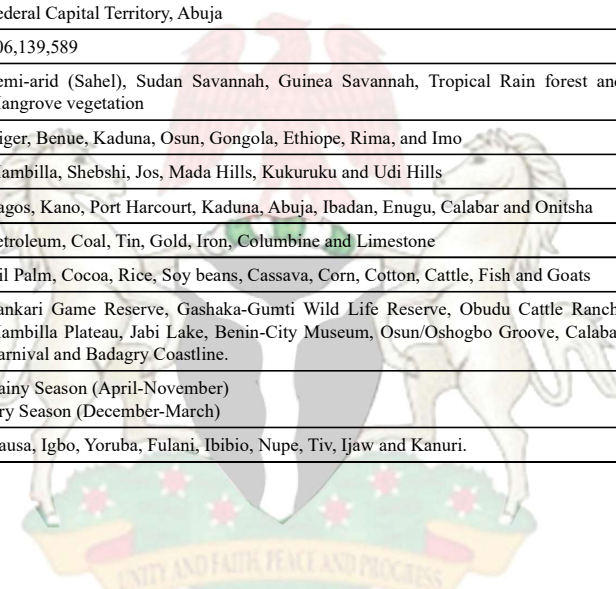 ederal Capital Territory, Abuja
06,139,589
emi-arid (Sahel), Sudan Savannah, Guinea Savannah, Tropical Rain forest and
angrove vegetation
iger, Benue, Kaduna, Osun, Gongola, Ethiope, Rima, and Imo
ambilla, Shebshi, Jos, Mada Hills, Kukuruku and Udi Hills
agos, Kano, Port Harcourt, Kaduna, Abuja, Ibadan, Enugu, Calabar and Onitsha
etroleum, Coal, Tin, Gold, Iron, Columbine and Limestone
il Palm, Cocoa, Rice, Soy beans, Cassava, Corn, Cotton, Cattle, Fish and Goats
ankari Game Reserve, Gashaka-Gumti Wild Life Reserve, Obudu Cattle Ranch
ambilla Plateau, Jabi Lake, Benin-City Museum, Osun/Oshogbo Groove, Calaba
arnival and Badagry Coastline.
ainy Season (April-November)
ry Season (December-March)
ausa, Igbo, Yoruba, Fulani, Ibibio, Nupe, Tiv, Ijaw and Kanuri.
UNITY AND FAITH, PEACE AND PROGRESS